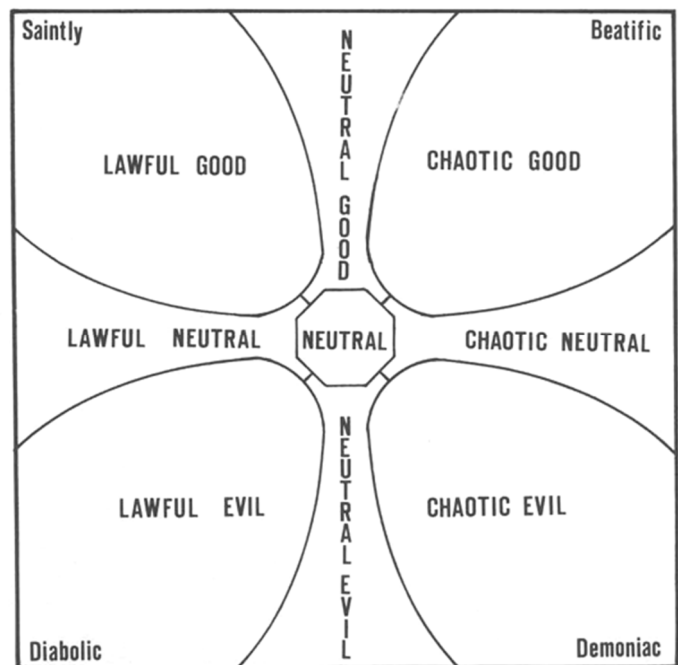 Saintly
Beatific
NEUTRAL GOOD
LAWFUL GOOD
CHAOTIC GOOD
LAWFUL NEUTRAL
NEUTRAL
CHAOTIC NEUTRAL
NEUTRAL EVIL
LAWFUL EVIL
CHAOTIC EVIL
Diabolic
Demoniac